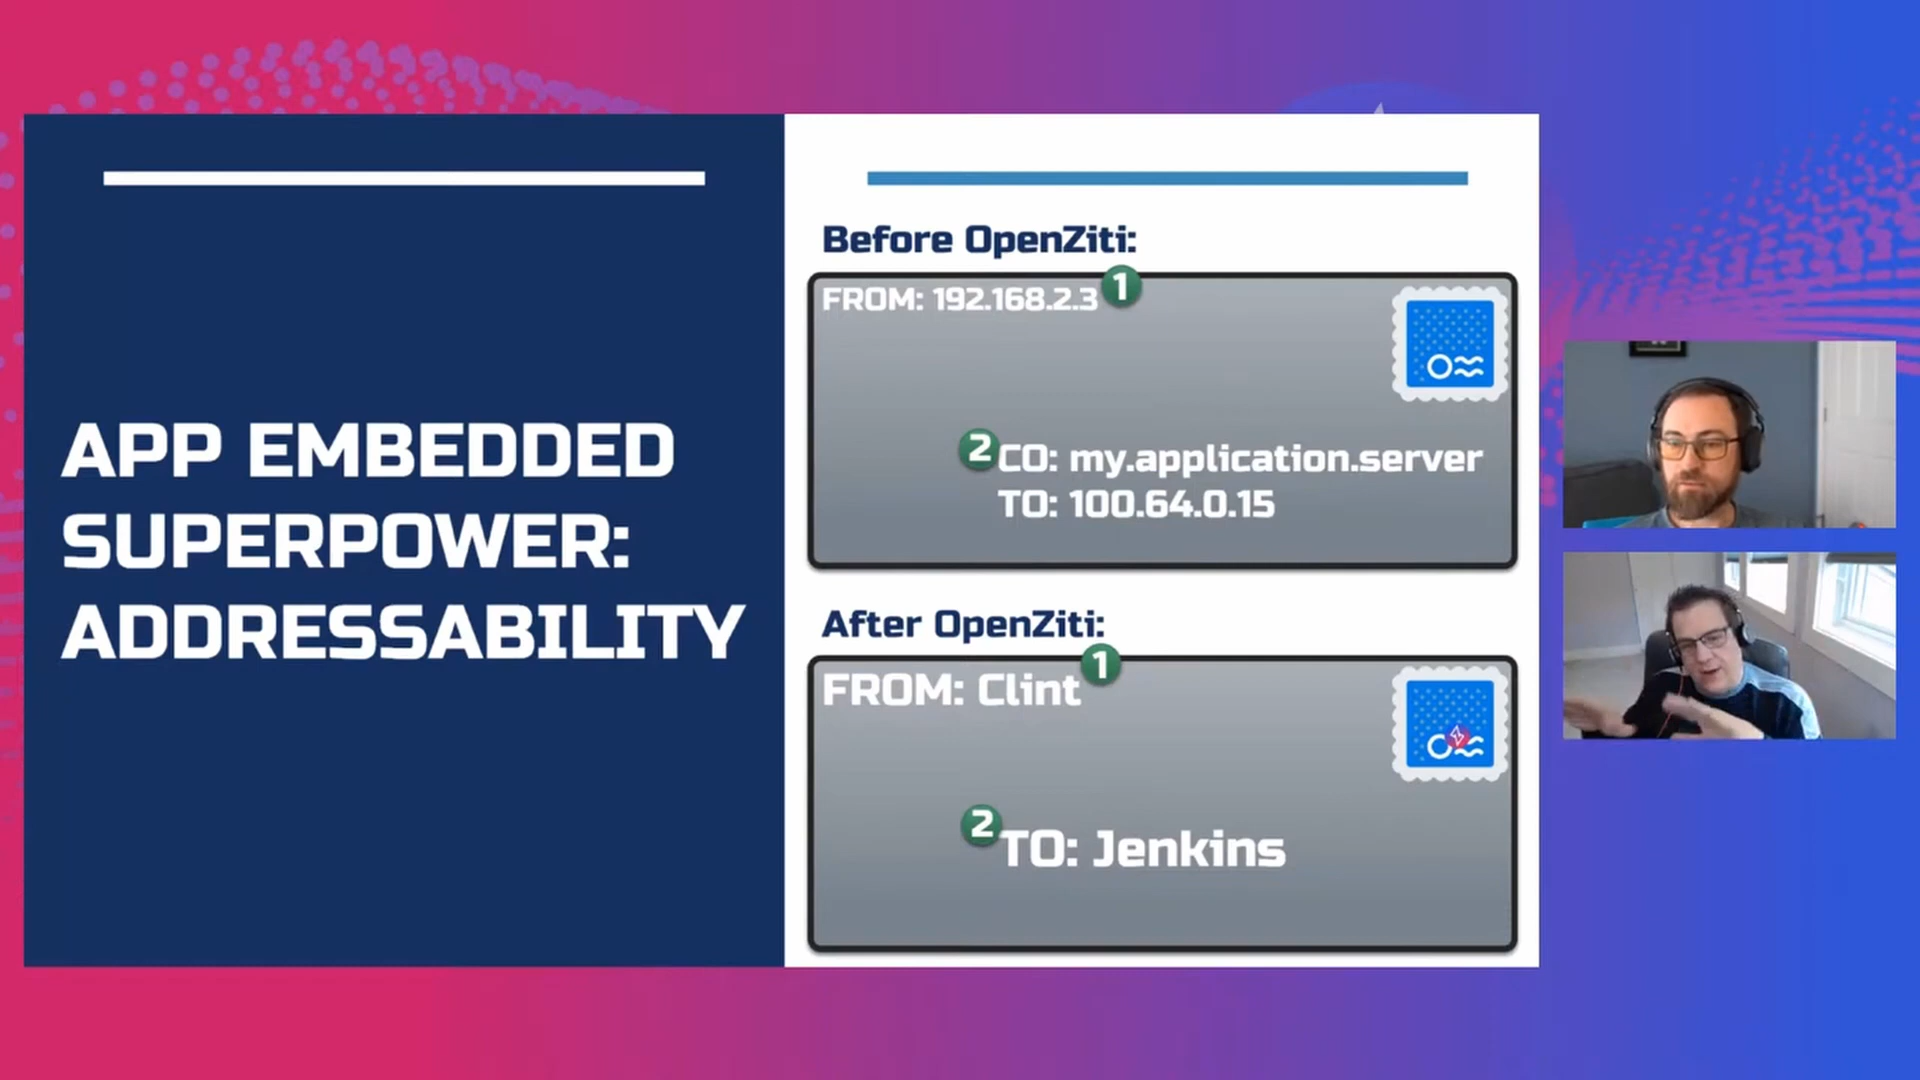 APP EMBEDDED
SUPERPOWER:
ADDRESSABILITY
Before OpenZiti:
FROM: 192.168.2.3 1
2 CO: my.application.server
TO: 100.64.0.15
After OpenZiti:
FROM: Clint 1
2 TO: Jenkins